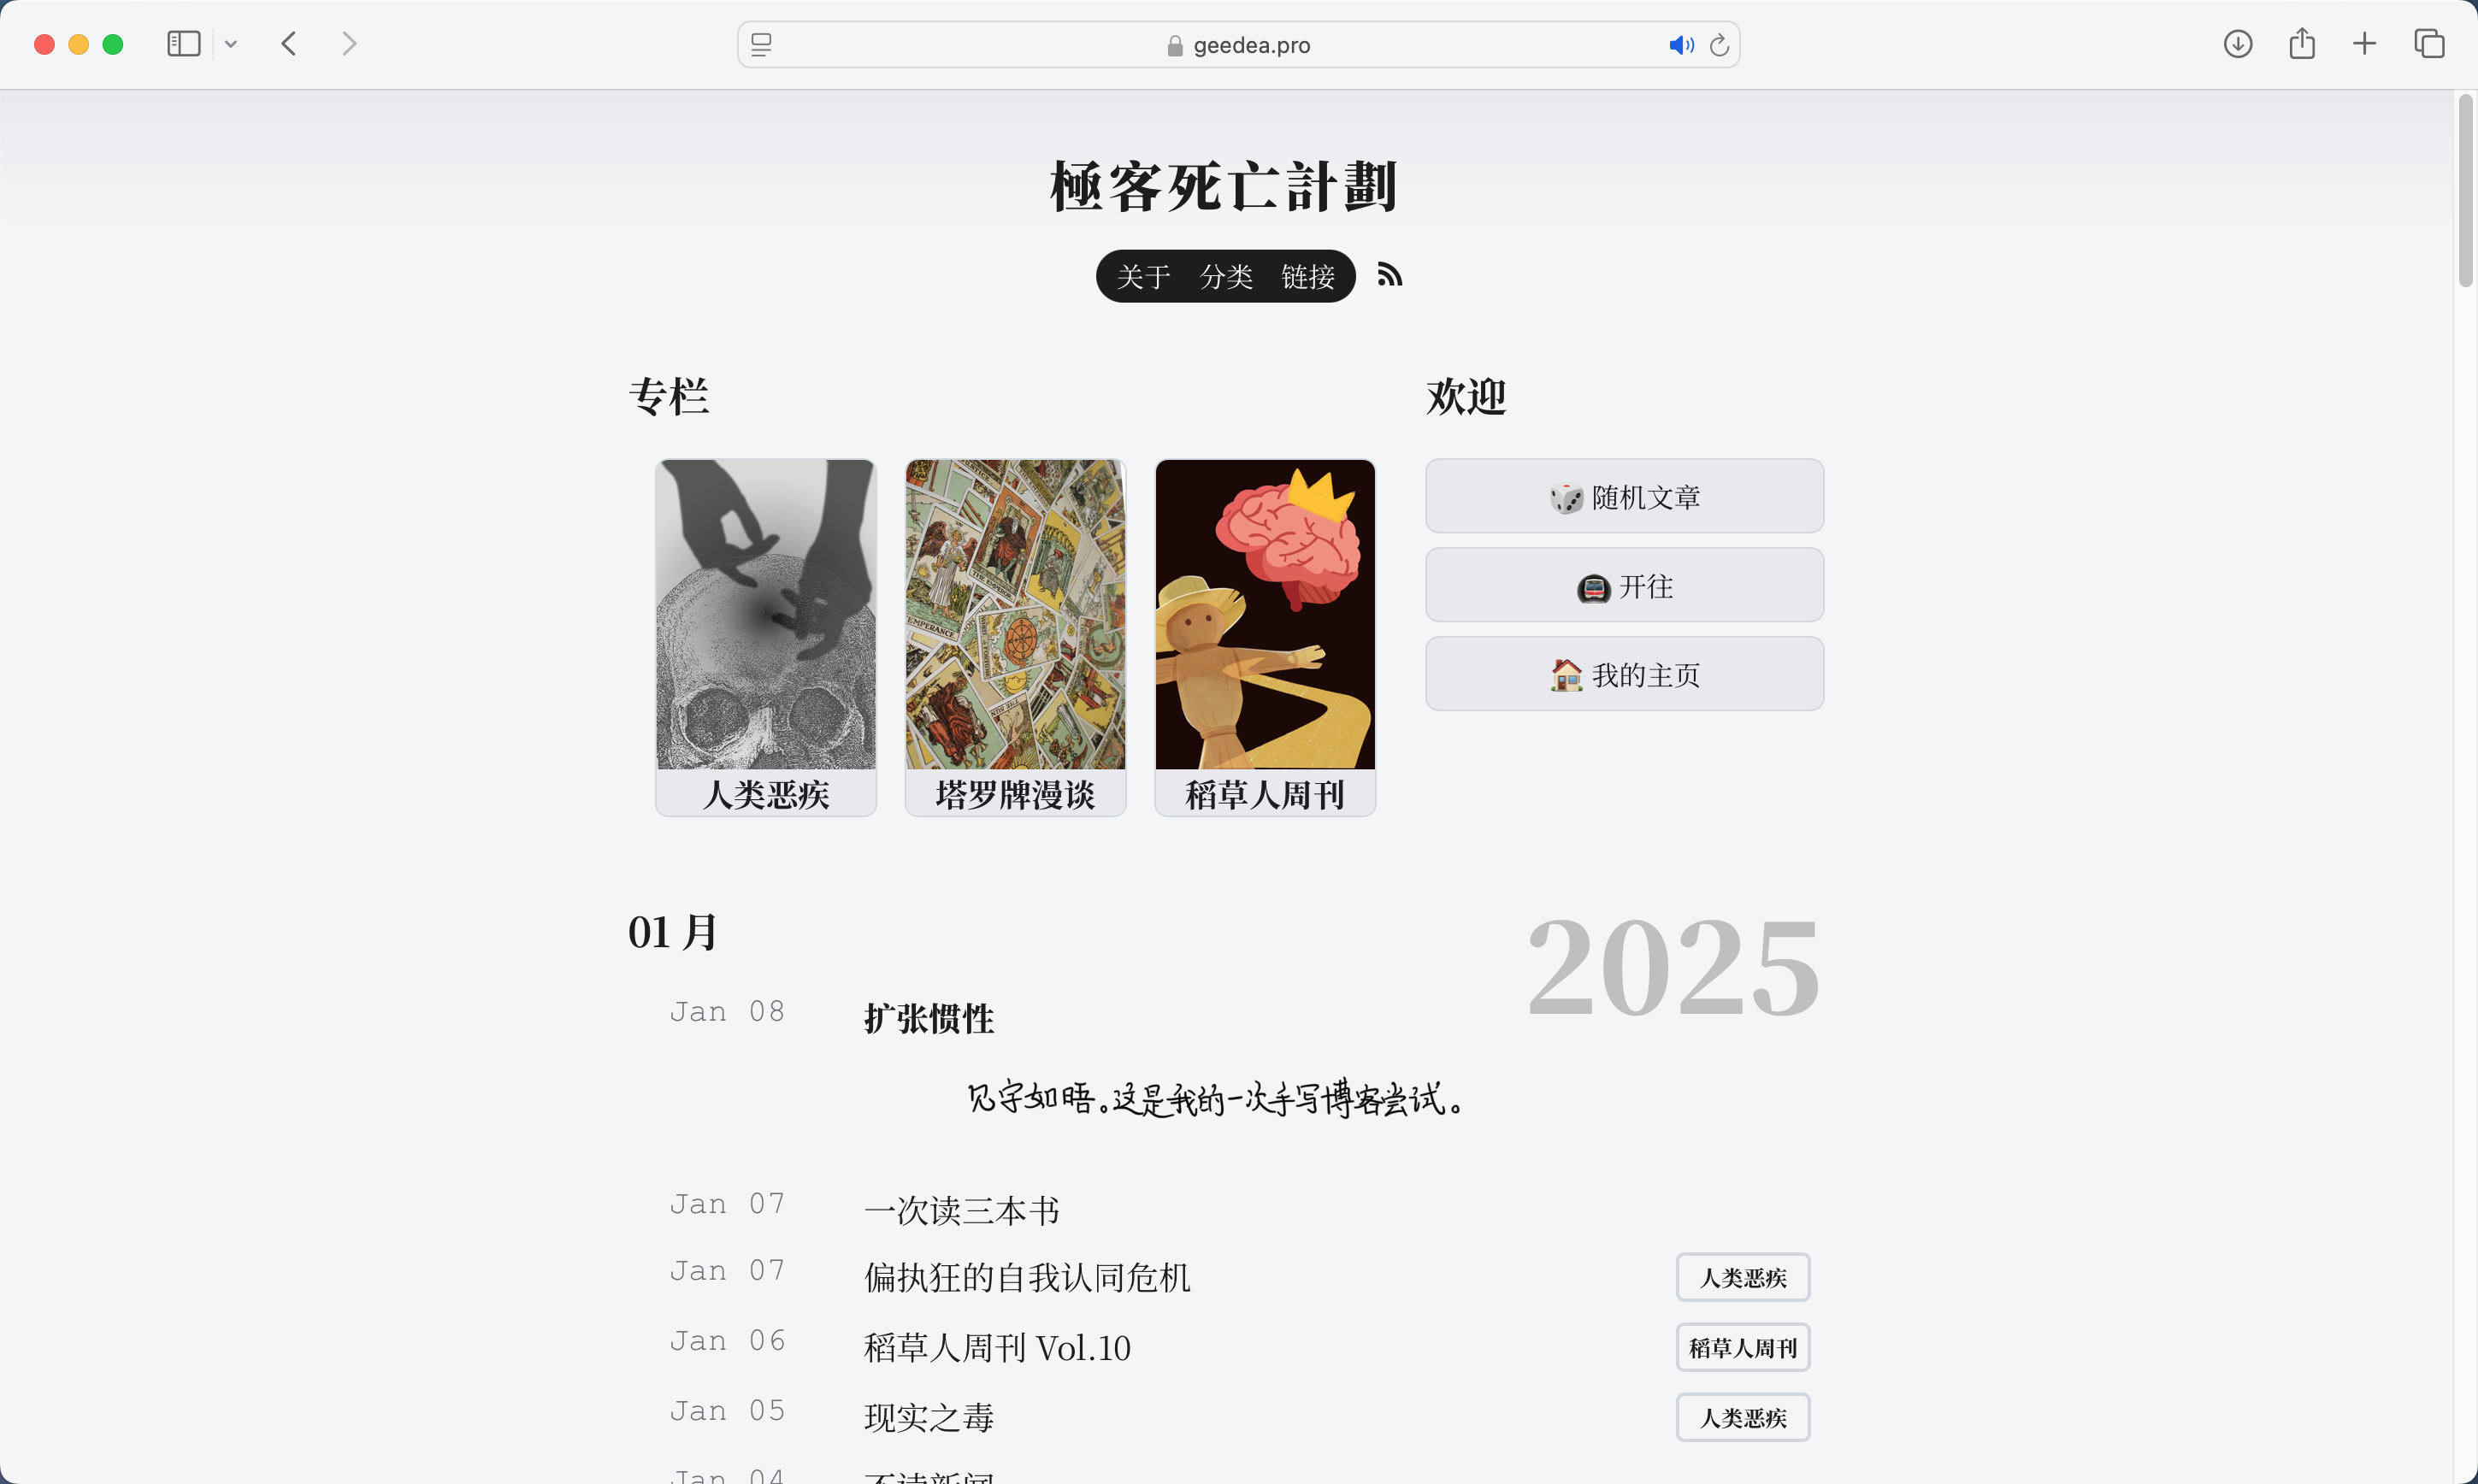 geedea.pro
極客死亡計劃
关于 分类 链接
专栏
欢迎
THE EMPEROR
TEMPERANCE
THE SUN
人类恶疾
塔罗牌漫谈
稻草人周刊
随机文章
开往
我的主页
01 月
2025
Jan 08 扩张惯性
见字如晤。这是我的一次手写博客尝试。
Jan 07 一次读三本书
Jan 07 偏执狂的自我认同危机 人类恶疾
Jan 06 稻草人周刊 Vol.10 稻草人周刊
Jan 05 现实之毒 人类恶疾
Jan 04